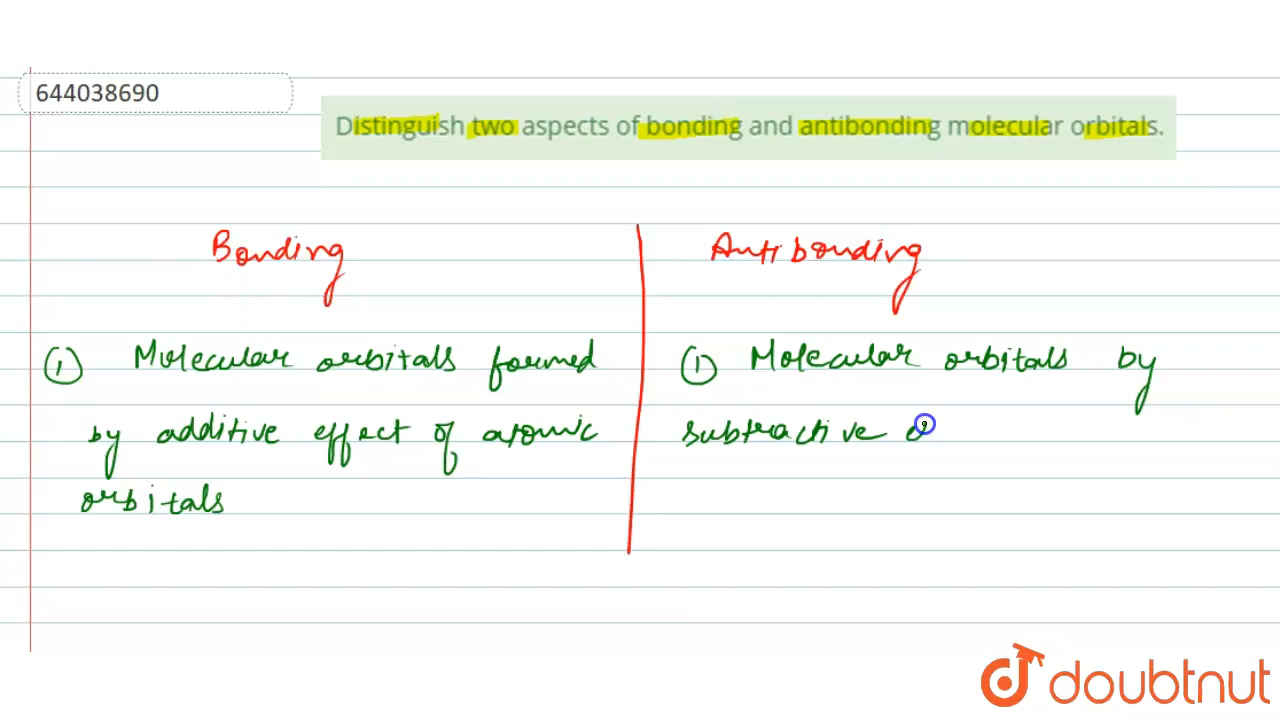 644038690
Distinguish two aspects of bonding and antibonding molecular orbitals.
Bonding
Antibonding
① Molecular orbitals formed
by additive effect of atomic
orbitals
① Molecular orbitals by
subtractive
doubtnut